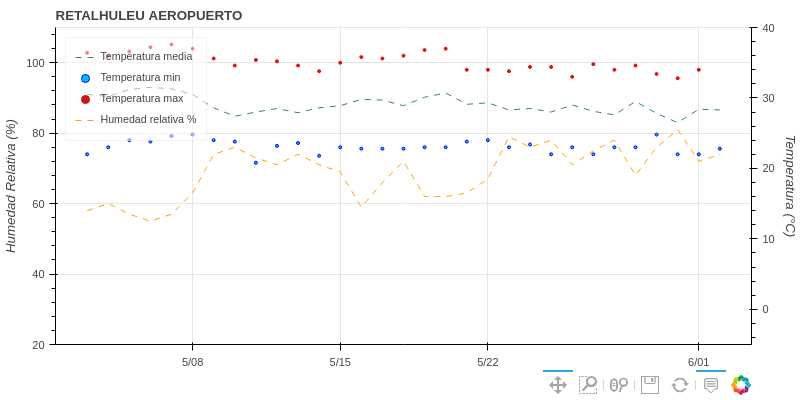 RETALHULEU AEROPUERTO
Temperatura media
Temperatura min
Temperatura max
Humedad relativa %
Humedad Relativa (%)
100
80
60
40
20
40
30
20
10
0
Temperatura (°C)
5/08
5/15
5/22
6/01